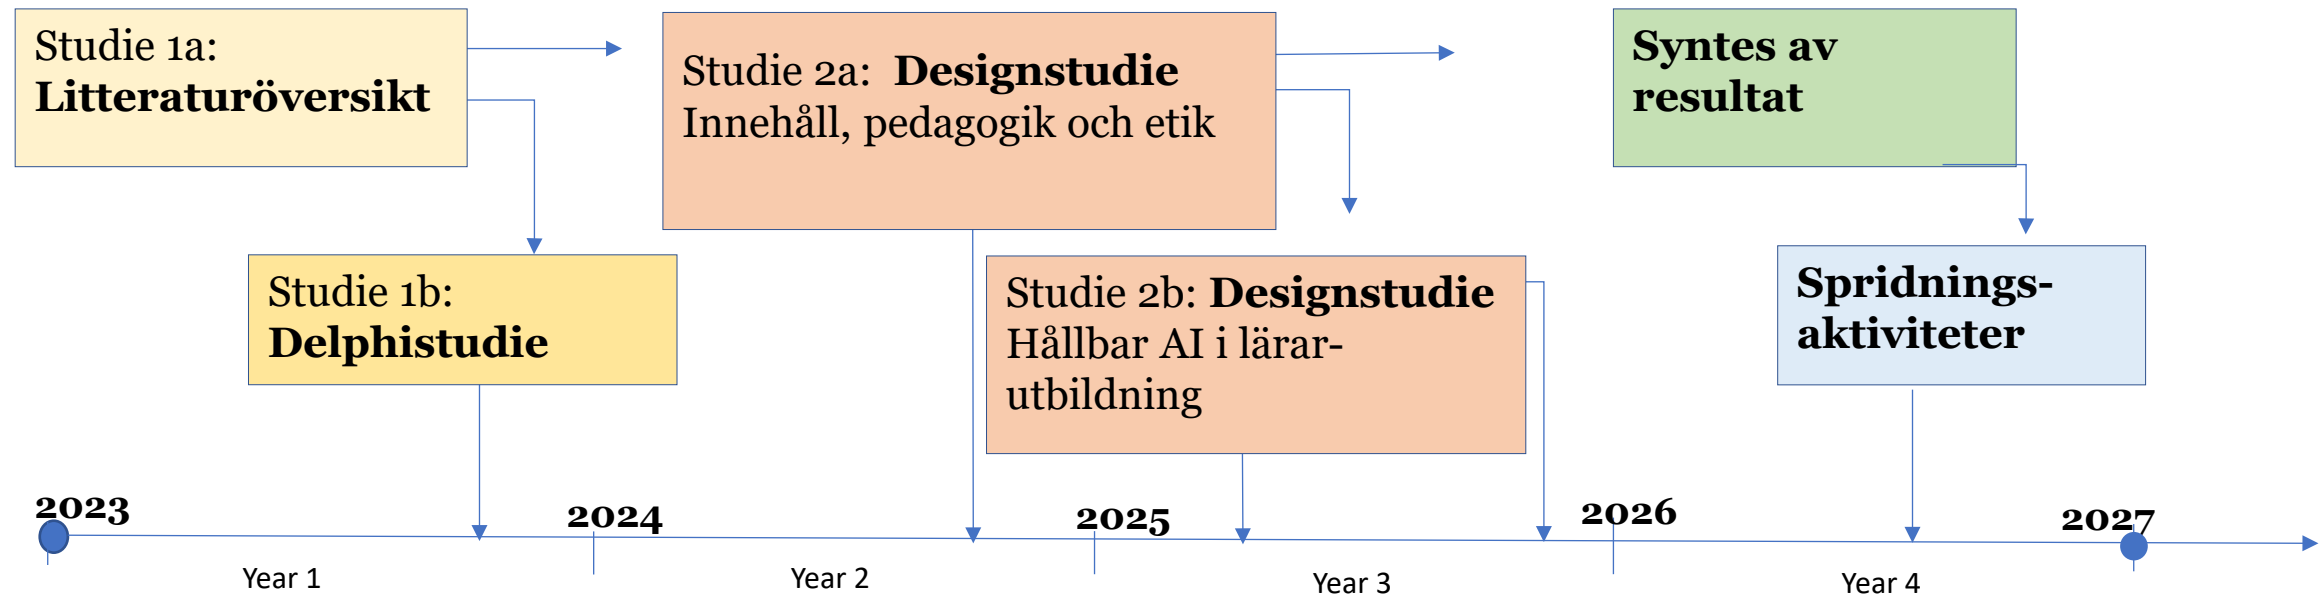 Studie 1a:
Litteraturöversikt
Studie 2a: Designstudie
Innehåll, pedagogik och etik
Syntes av
resultat
Studie 1b:
Delphistudie
Studie 2b: Designstudie
Hållbar AI i lärar-
utbildning
Spridnings-
aktiviteter
2023
2024
2025
2026
2027
Year 1
Year 2
Year 3
Year 4